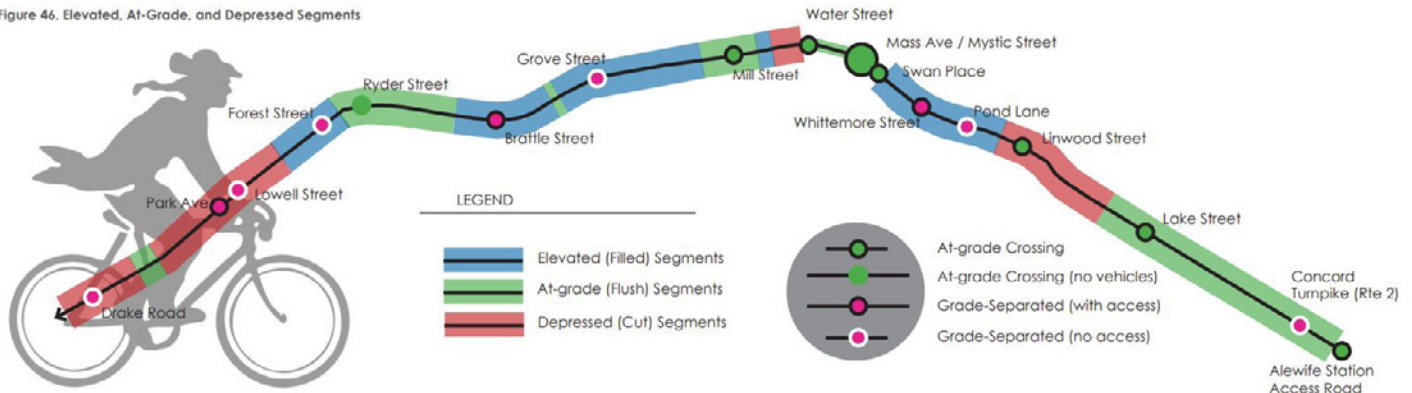 Figure 46. Elevated, At-Grade, and Depressed Segments
Water Street
Mass Ave / Mystic Street
Grove Street
Mill Street
Swan Place
Ryder Street
Forest Street
Brattle Street
Whittemore Street
Pond Lane
Linwood Street
Park Ave
Lowell Street
Drake Road
Lake Street
Concord
Turnpike (Rte 2)
Alewife Station
Access Road
LEGEND
Elevated (Filled) Segments
At-grade (Flush) Segments
Depressed (Cut) Segments
At-grade Crossing
At-grade Crossing (no vehicles)
Grade-Separated (with access)
Grade-Separated (no access)